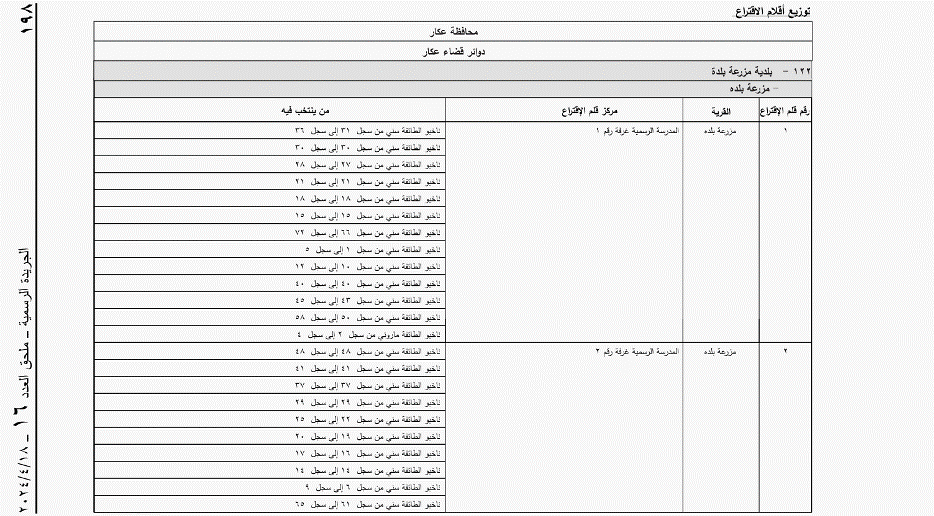 توزيع أقلام الاقتراع
محافظة عكار
دوائر قضاء عكار
١٢٢ - بلدية مزرعة بلدة
- مزرعة بلده
رقم قلم الإقتراع القرية مركز قلم الإقتراع من ينتخب فيه
١ مزرعة بلده المدرسة الرسمية غرفة رقم ١ ناخبو الطائفة سني من سجل ٣١ إلى سجل ٣٦
ناخبو الطائفة سني من سجل ٣٠ إلى سجل ٣٠
ناخبو الطائفة سني من سجل ٢٧ إلى سجل ٢٨
ناخبو الطائفة سني من سجل ٢١ إلى سجل ٢١
ناخبو الطائفة سني من سجل ١٨ إلى سجل ١٨
ناخبو الطائفة سني من سجل ١٥ إلى سجل ١٥
ناخبو الطائفة سني من سجل ٦٦ إلى سجل ٧٢
ناخبو الطائفة سني من سجل ١ إلى سجل ٥
ناخبو الطائفة سني من سجل ١٠ إلى سجل ١٢
ناخبو الطائفة سني من سجل ٤٠ إلى سجل ٤٠
ناخبو الطائفة سني من سجل ٤٣ إلى سجل ٤٥
ناخبو الطائفة سني من سجل ٥٠ إلى سجل ٥٨
ناخبو الطائفة ماروني من سجل ٢ إلى سجل ٤
٢ مزرعة بلده المدرسة الرسمية غرفة رقم ٢ ناخبو الطائفة سني من سجل ٤٨ إلى سجل ٤٨
ناخبو الطائفة سني من سجل ٤١ إلى سجل ٤١
ناخبو الطائفة سني من سجل ٣٧ إلى سجل ٣٧
ناخبو الطائفة سني من سجل ٢٩ إلى سجل ٢٩
ناخبو الطائفة سني من سجل ٢٢ إلى سجل ٢٥
ناخبو الطائفة سني من سجل ١٩ إلى سجل ٢٠
ناخبو الطائفة سني من سجل ١٦ إلى سجل ١٧
ناخبو الطائفة سني من سجل ١٤ إلى سجل ١٤
ناخبو الطائفة سني من سجل ٦ إلى سجل ٩
ناخبو الطائفة سني من سجل ٦١ إلى سجل ٦٥
١٩٨
الجريدة الرسمية - ملحق العدد ١٦ - ٢٠٢٤/٤/١٨